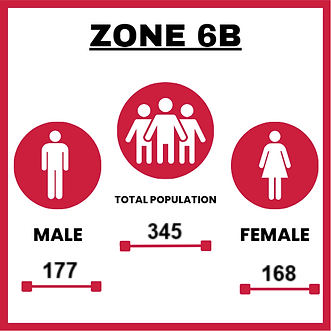 ZONE 6B
TOTAL POPULATION
345
MALE
177
FEMALE
168